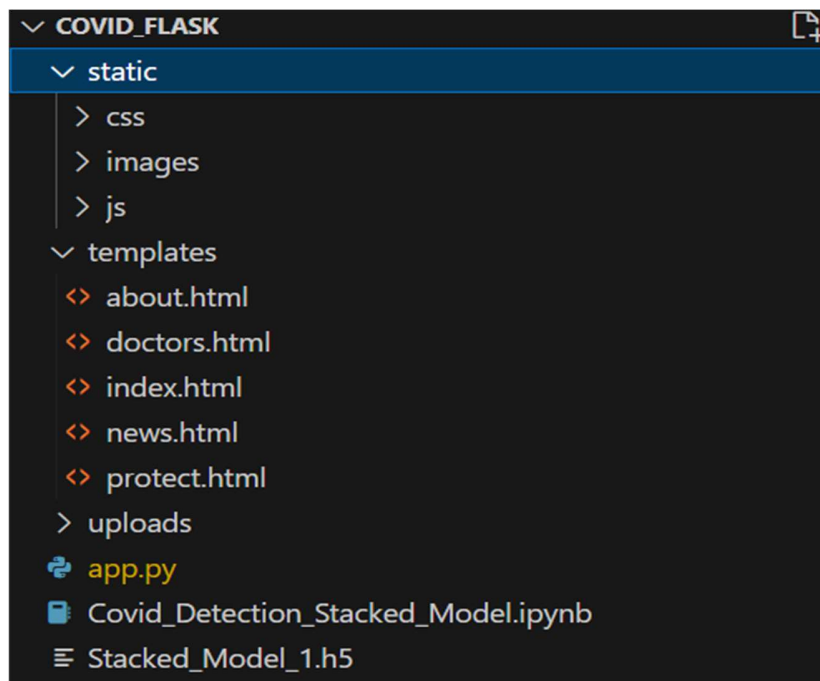 COVID_FLASK
static
css
images
js
templates
about.html
doctors.html
index.html
news.html
protect.html
uploads
app.py
Covid_Detection_Stacked_Model.ipynb
Stacked_Model_1.h5